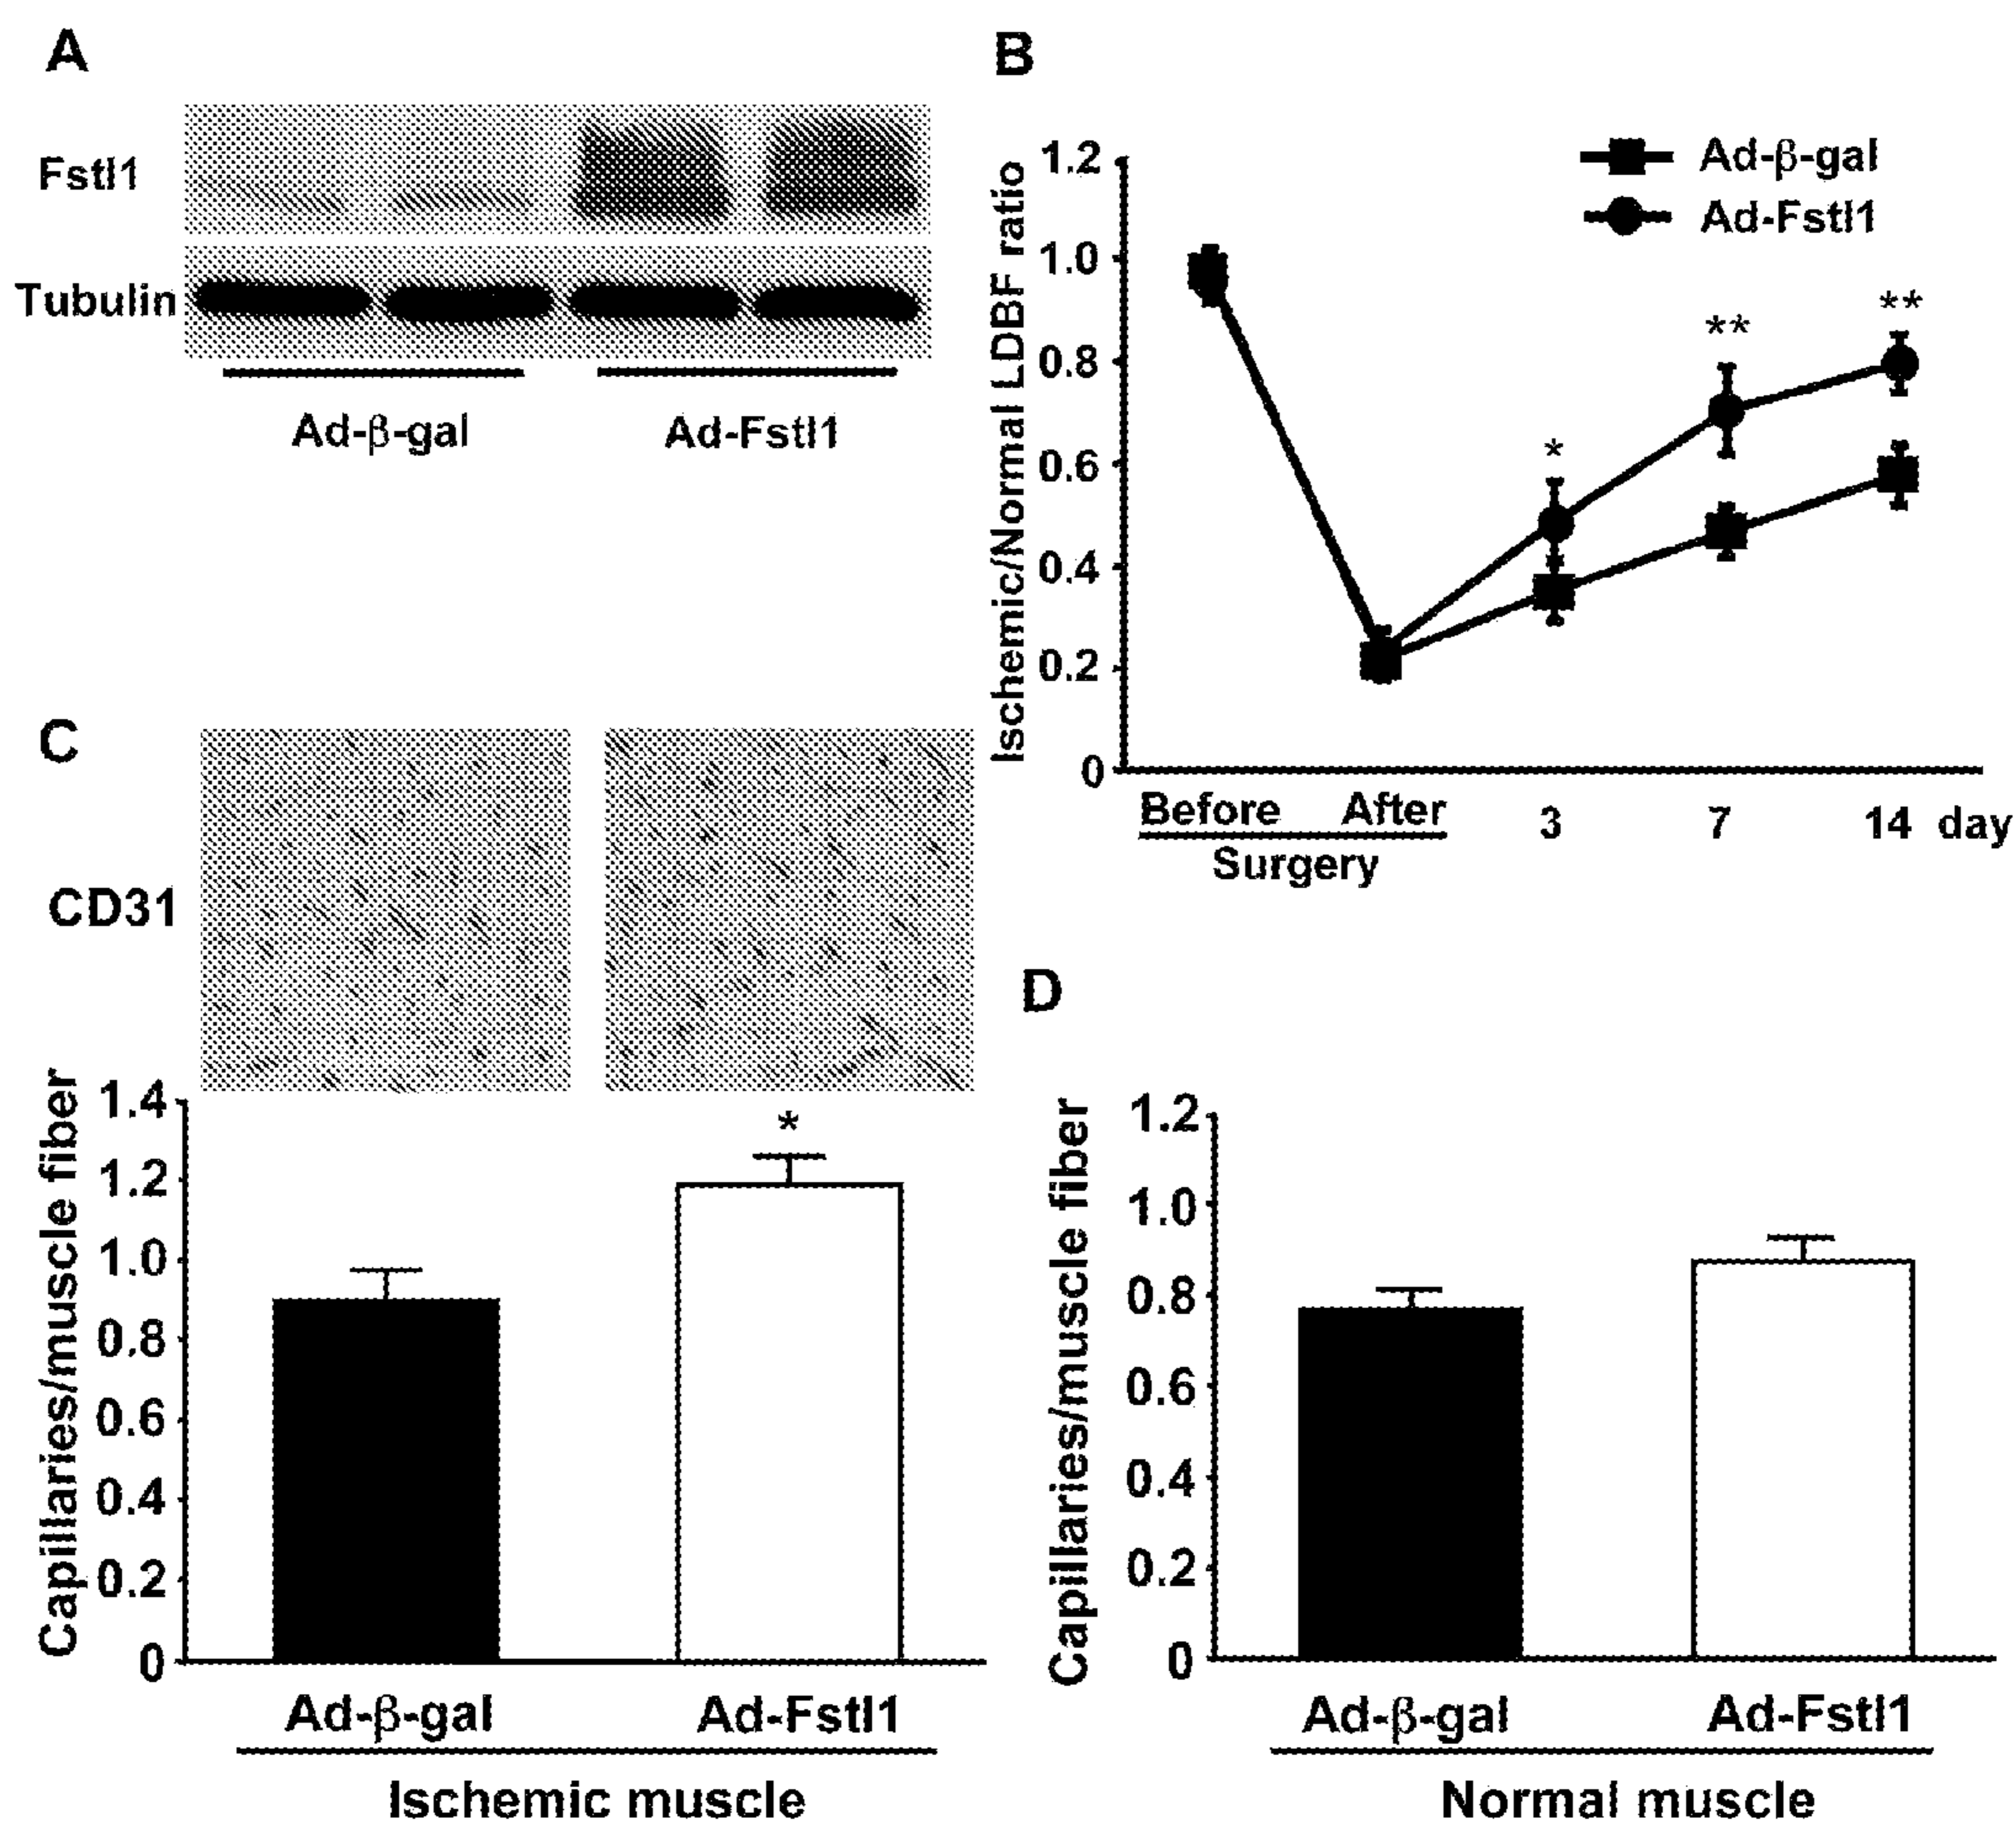 A
Fstl1
Tubulin
Ad-β-gal
Ad-Fstl1
B
Ischemic/Normal LDBF ratio
1.2
1.0
0.8
0.6
0.4
0.2
0
Ad-β-gal
Ad-Fstl1
*
**
**
Before
After
3
7
14
day
Surgery
C
CD31
Capillaries/muscle fiber
1.4
1.2
1.0
0.8
0.6
0.4
0.2
0
*
Ad-β-gal
Ad-Fstl1
Ischemic muscle
D
Capillaries/muscle fiber
1.2
1.0
0.8
0.6
0.4
0.2
0
Ad-β-gal
Ad-Fstl1
Normal muscle